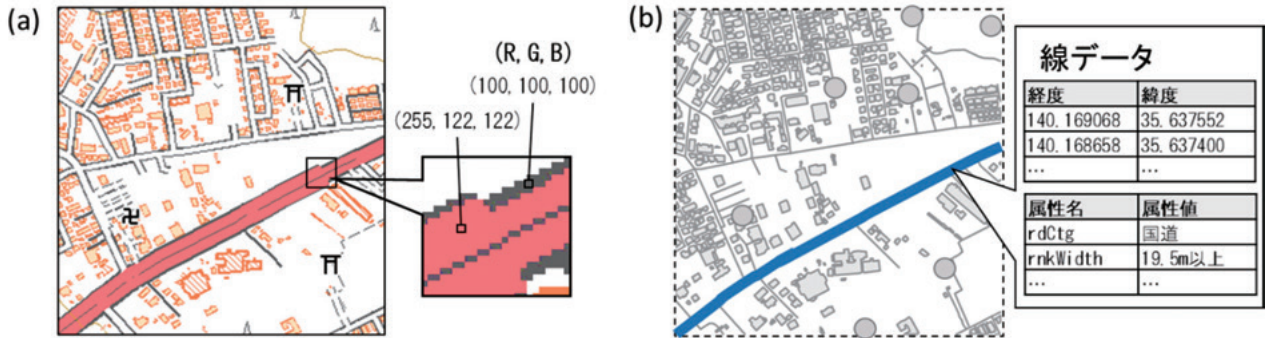 (a)
(R, G, B)
(100, 100, 100)
(255, 122, 122)
(b)
線データ
経度 緯度
140.169068 35.637552
140.168658 35.637400
... ...
属性名 属性値
rdCtg 国道
rnkWidth 19.5m以上
... ...